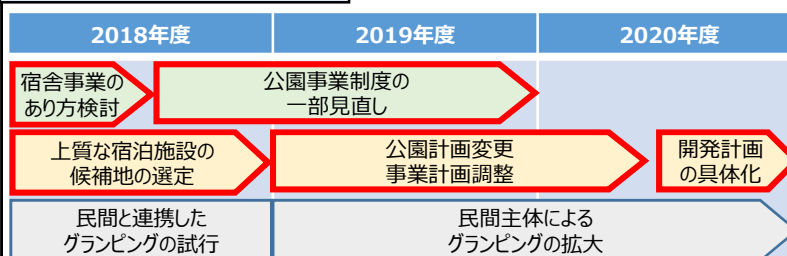 2018年度 2019年度 2020年度
宿舎事業の
あり方検討
公園事業制度の
一部見直し
上質な宿泊施設の
候補地の選定
公園計画変更
事業計画調整
開発計画
の具体化
民間と連携した
グランピングの試行
民間主体による
グランピングの拡大